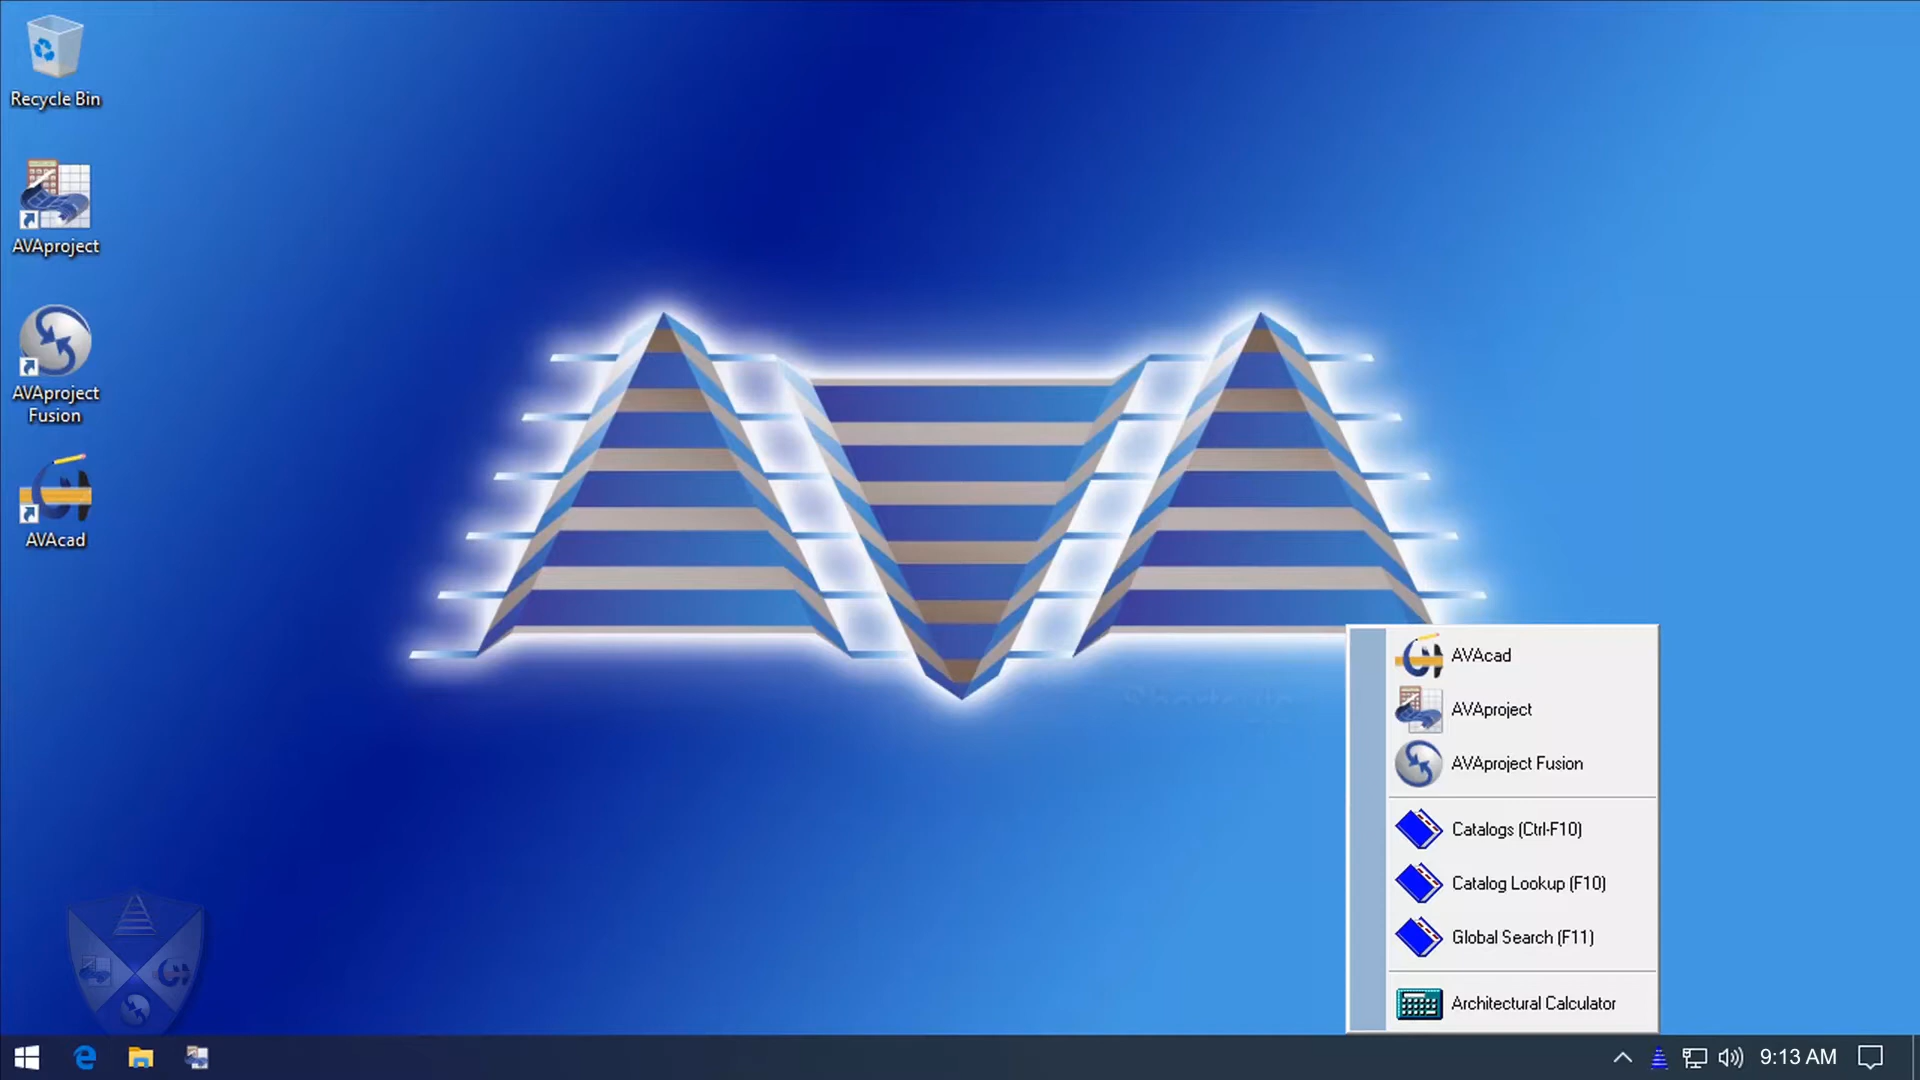 Recycle Bin
AVAproject
AVAproject
Fusion
AVAcad
AVAcad
AVAproject
AVAproject Fusion
Catalogs (Ctrl-F10)
Catalog Lookup (F10)
Global Search (F11)
Architectural Calculator
9:13 AM